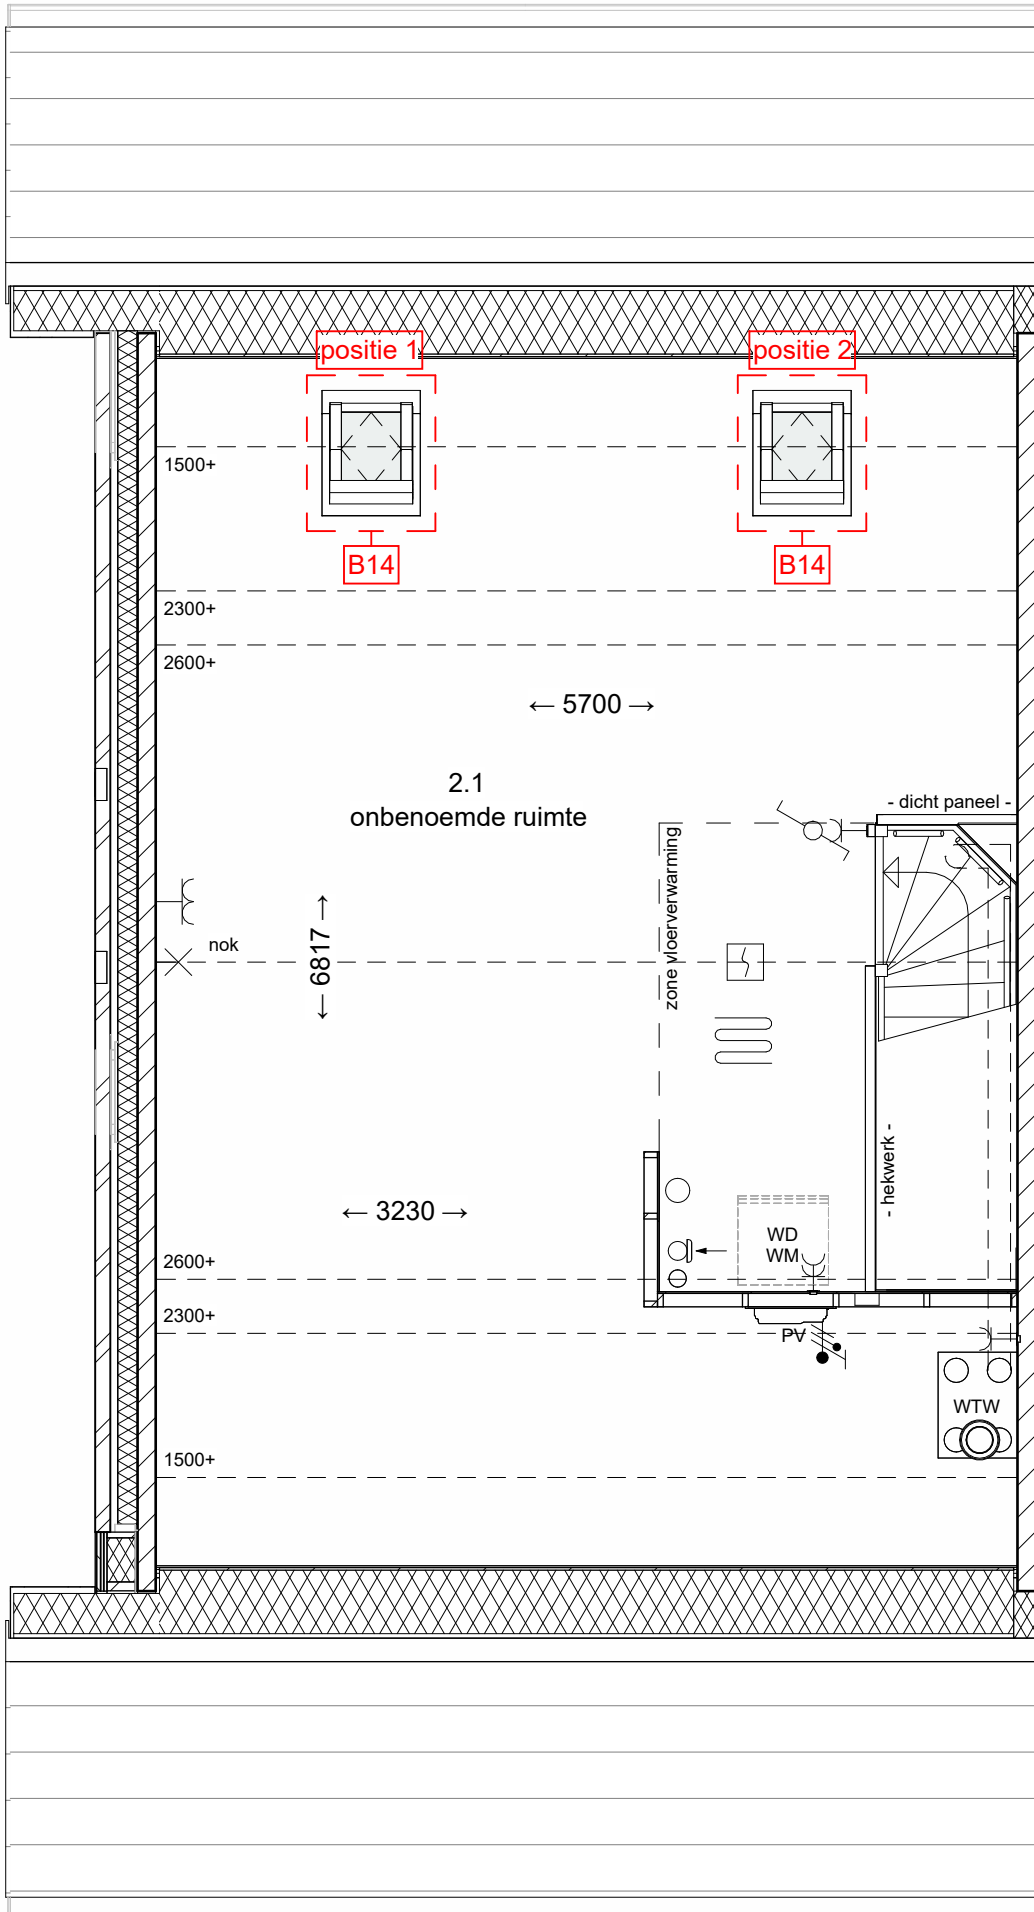 positie 1
positie 2
1500+
B14
B14
2300+
2600+
← 5700 →
2.1
onbenoemde ruimte
- dicht paneel -
zone vloerverwarming
nok
← 6817 →
- hekwerk -
← 3230 →
WD
WM
2600+
2300+
PV
WTW
1500+